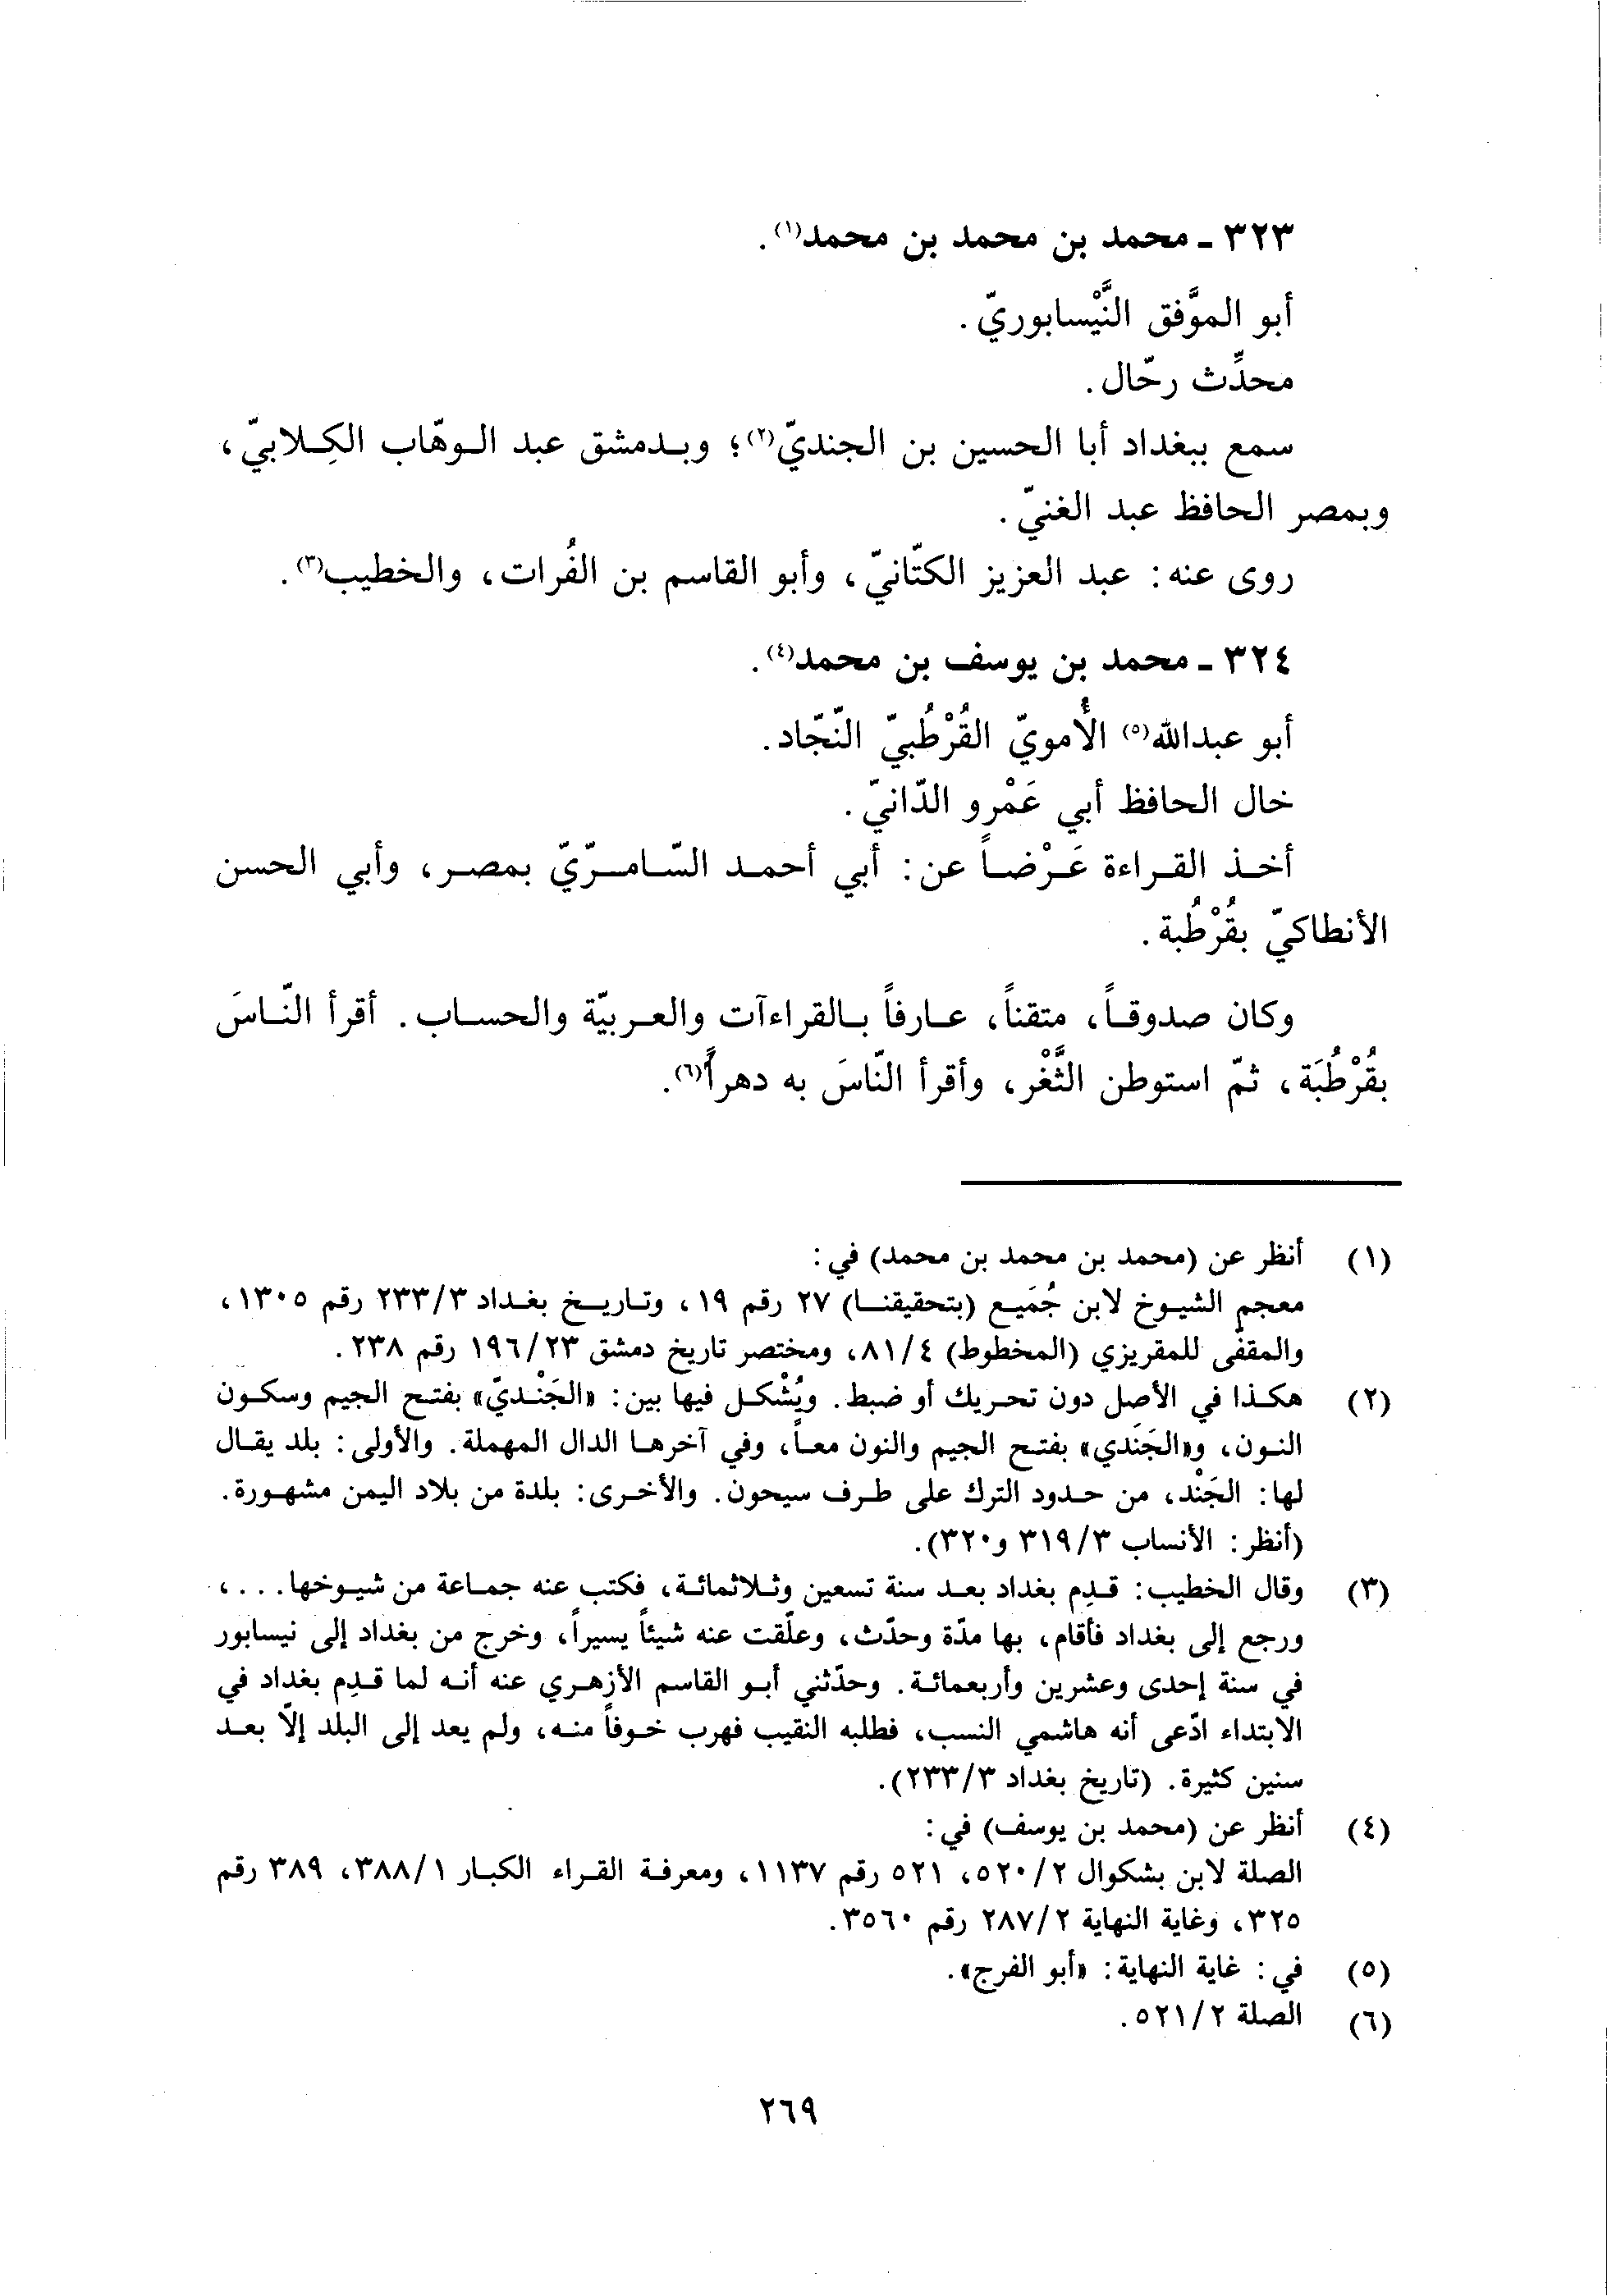 ٣٢٣ ـ محمد بن محمد بن محمد(١).
أبو الموَّفق النَّيْسابوريّ.
محدِّث رحّال.
سمع ببغداد أبا الحسين بن الجنديّ(٢)؛ وبدمشق عبد الوهّاب الكِلابيّ،
وبمصر الحافظ عبد الغنيّ.
روى عنه: عبد العزيز الكتّانيّ، وأبو القاسم بن الفُرات، والخطيب(٣).
٣٢٤ ـ محمد بن يوسف بن محمد(٤).
أبو عبدالله(٥) الأُمويّ القُرْطُبيّ النّجّاد.
خال الحافظ أبي عَمْرو الدّانيّ.
أخذ القراءة عَرْضاً عن: أبي أحمد السّامرّيّ بمصر، وأبي الحسن
الأنطاكيّ بقُرْطُبة.
وكان صدوقاً، متقناً، عارفاً بالقراءآت والعربيّة والحساب. أقرأ النّاسَ
بقُرْطُبَة، ثمّ استوطن الثَّغْر، وأقرأ النّاسَ به دهراً(٦).
(١) أنظر عن (محمد بن محمد بن محمد) في:
معجم الشيوخ لابن جُمَيع (بتحقيقنا) ٢٧ رقم ١٩، وتاريخ بغداد ٢٣٣/٣ رقم ١٣٠٥،
والمقفّى للمقريزي (المخطوط) ٨١/٤، ومختصر تاريخ دمشق ١٩٦/٢٣ رقم ٢٣٨.
(٢) هكذا في الأصل دون تحريك أو ضبط. ويُشْكل فيها بين: «الجَنْديّ» بفتح الجيم وسكون
النون، و«الجَنَدي» بفتح الجيم والنون معاً، وفي آخرها الدال المهملة. والأولى: بلد يقال
لها: الجَنْد، من حدود الترك على طرف سيحون. والأخرى: بلدة من بلاد اليمن مشهورة.
(أنظر: الأنساب ٣١٩/٣ و٣٢٠).
(٣) وقال الخطيب: قدِم بغداد بعد سنة تسعين وثلاثمائة، فكتب عنه جماعة من شيوخها...،
ورجع إلى بغداد فأقام، بها مدّة وحدّث، وعلّقت عنه شيئاً يسيراً، وخرج من بغداد إلى نيسابور
في سنة إحدى وعشرين وأربعمائة. وحدّثني أبو القاسم الأزهري عنه أنه لما قدِم بغداد في
الابتداء ادّعى أنه هاشمي النسب، فطلبه النقيب فهرب خوفاً منه، ولم يعد إلى البلد إلاّ بعد
سنين كثيرة. (تاريخ بغداد ٢٣٣/٣).
(٤) أنظر عن (محمد بن يوسف) في:
الصلة لابن بشكوال ٥٢٠/٢، ٥٢١ رقم ١١٣٧، ومعرفة القراء الكبار ٣٨٨/١، ٣٨٩ رقم
٣٢٥، وغاية النهاية ٢٨٧/٢ رقم ٣٥٦٠.
(٥) في: غاية النهاية: «أبو الفرج».
(٦) الصلة ٥٢١/٢.
٢٦٩